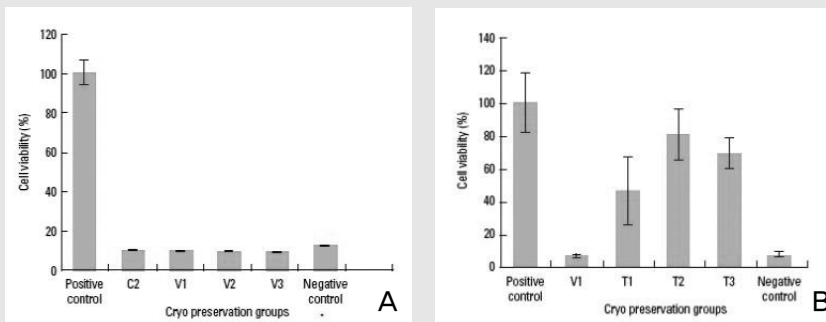 120
100
80
60
40
20
0
Cell viability (%)
Positive control
C2
V1
V2
V3
Negative control
Cryo preservation groups
A
140
120
100
80
60
40
20
0
Cell viability (%)
Positive control
V1
T1
T2
T3
Negative control
Cryo preservation groups
B